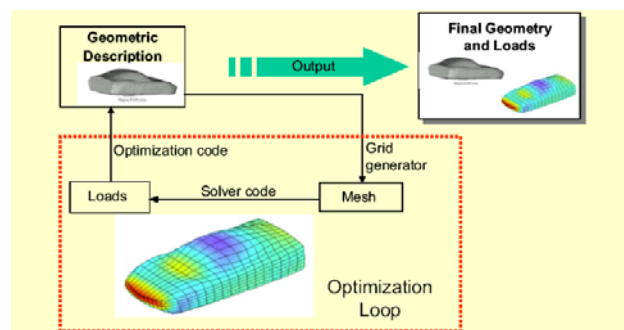 Geometric
Description
Output
Final Geometry
and Loads
Optimization code
Grid
generator
Loads
Solver code
Mesh
Optimization
Loop